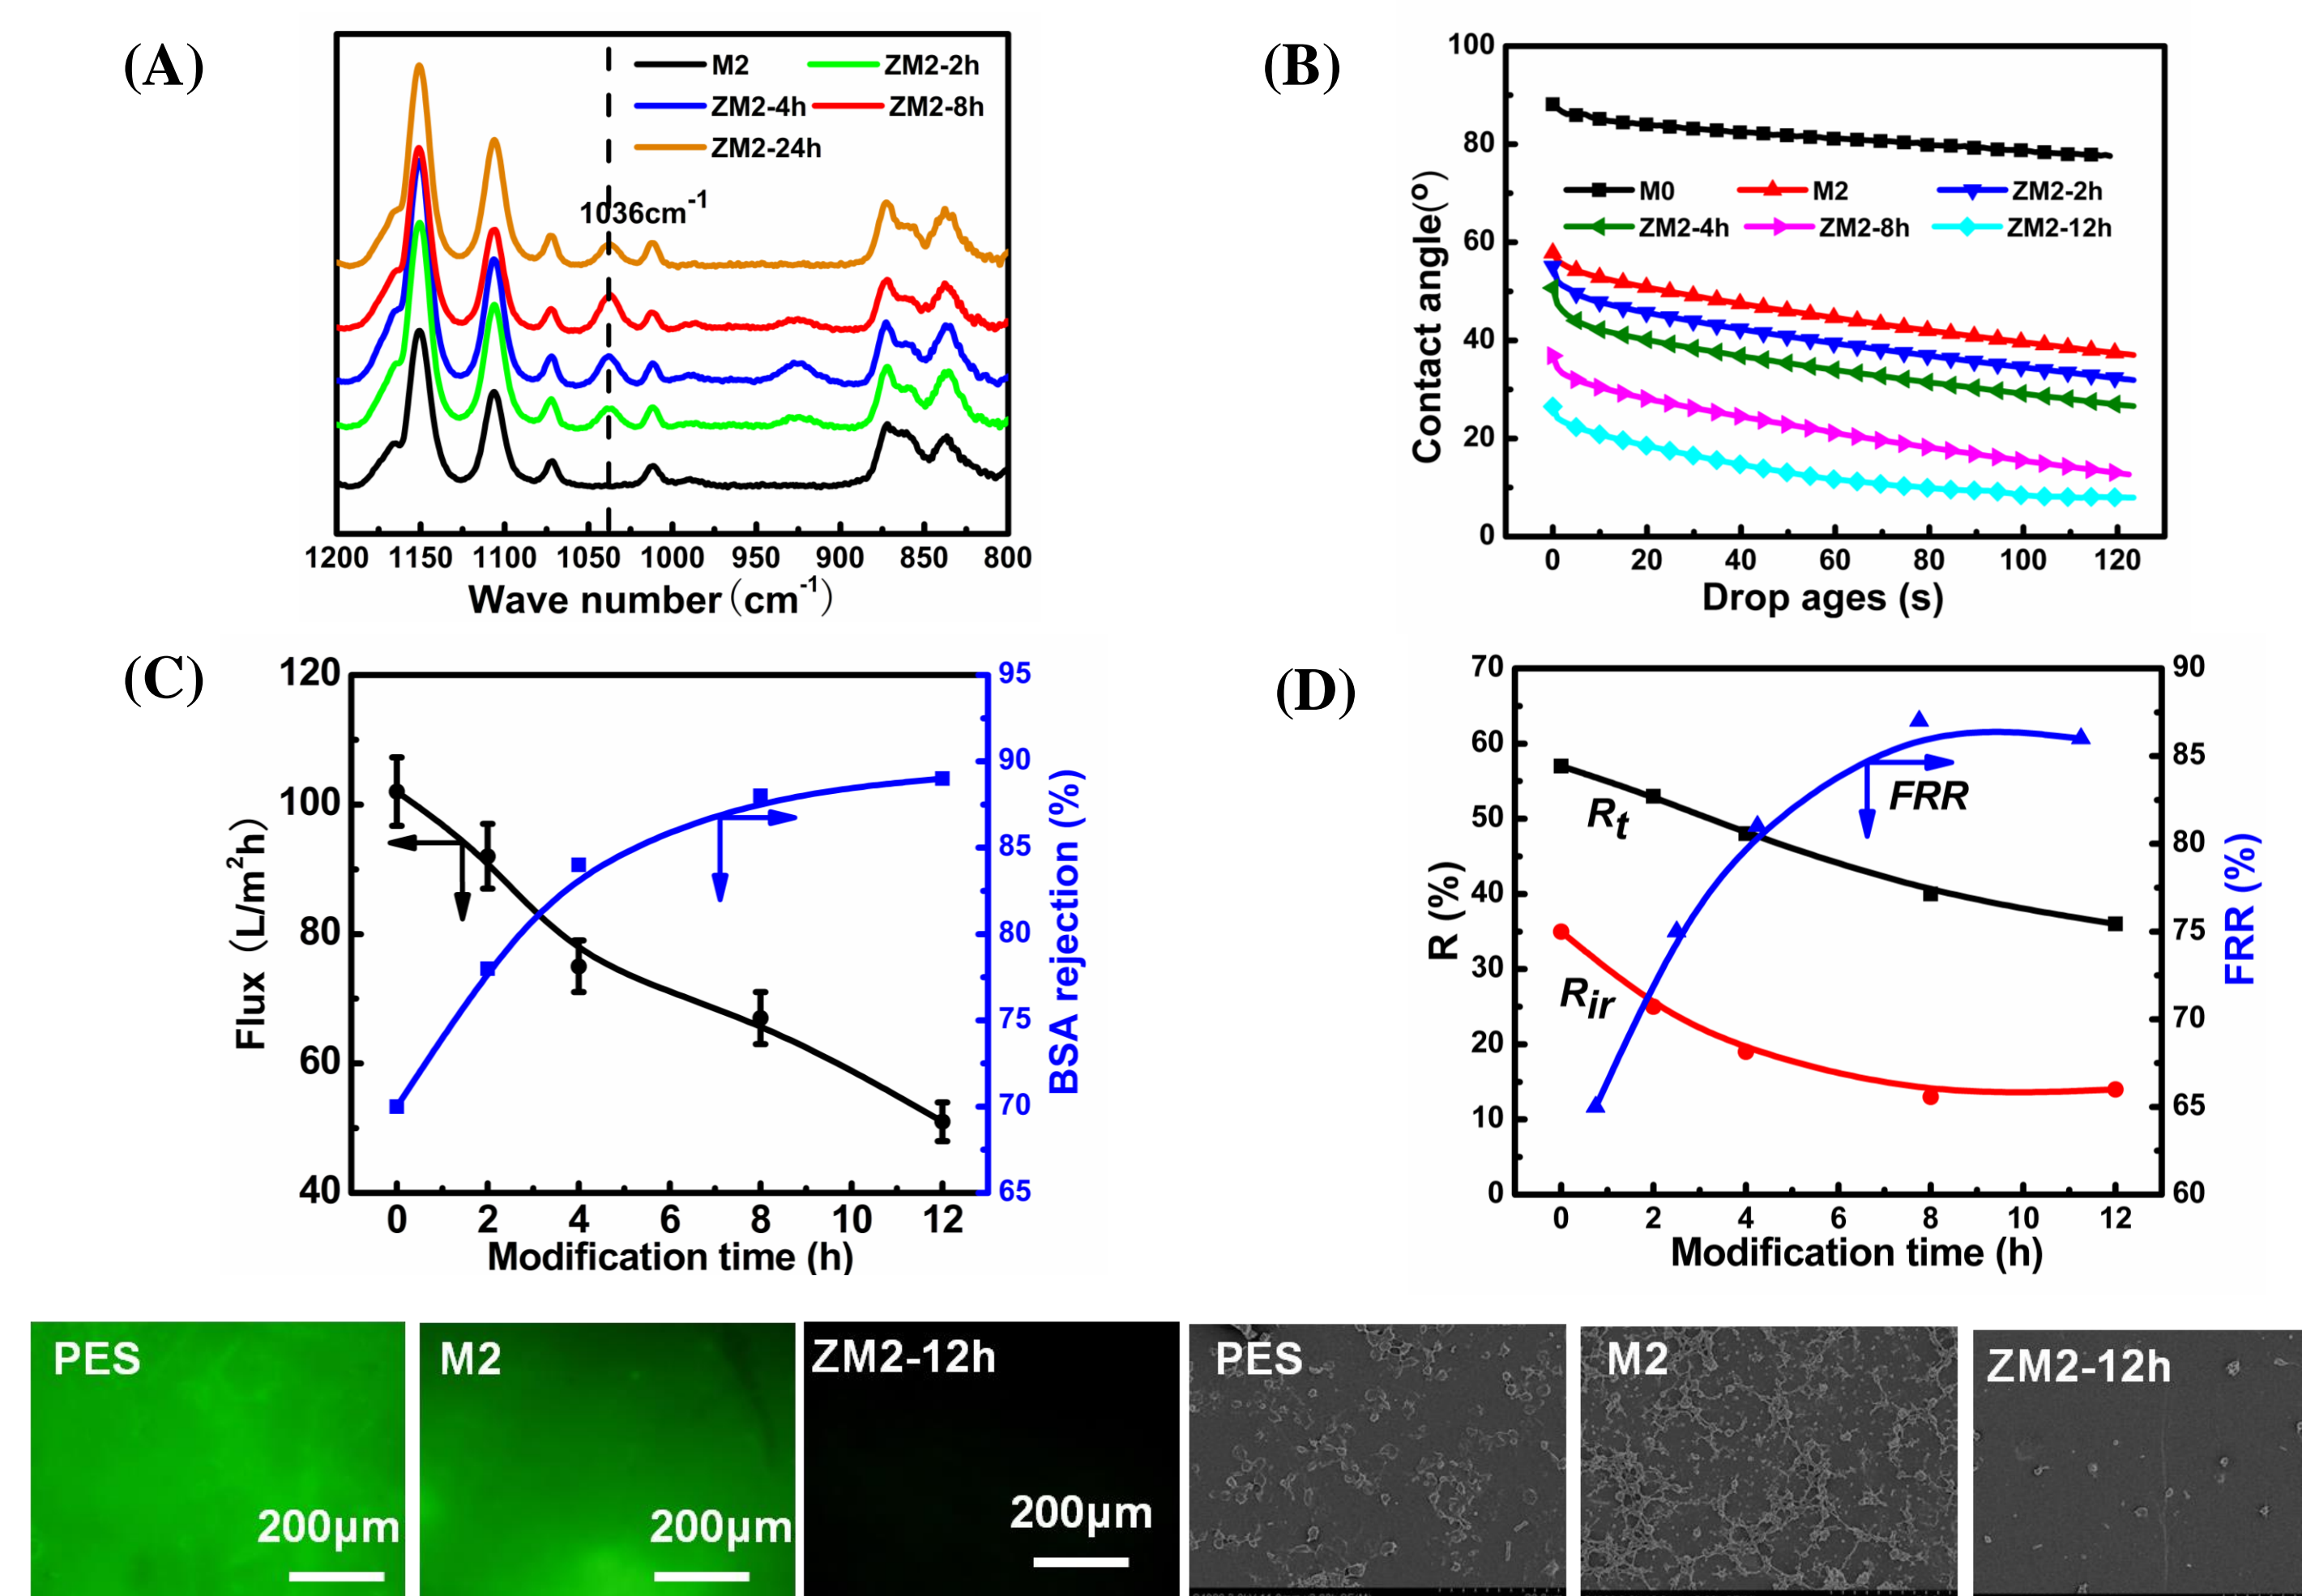 (A)
M2
ZM2-2h
ZM2-4h
ZM2-8h
ZM2-24h
1036cm⁻¹
1200 1150 1100 1050 1000 950 900 850 800
Wave number（cm⁻¹）
(B)
100
80
60
40
20
0
Contact angle(°)
M0
M2
ZM2-2h
ZM2-4h
ZM2-8h
ZM2-12h
0 20 40 60 80 100 120
Drop ages (s)
(C)
120
100
80
60
40
Flux（L/m²h）
95
90
85
80
75
70
65
BSA rejection (%)
0 2 4 6 8 10 12
Modification time (h)
(D)
70
60
50
40
30
20
10
0
R (%)
Rt
Rir
FRR
90
85
80
75
70
65
60
FRR (%)
0 2 4 6 8 10 12
Modification time (h)
PES
200μm
M2
200μm
ZM2-12h
200μm
PES
M2
ZM2-12h